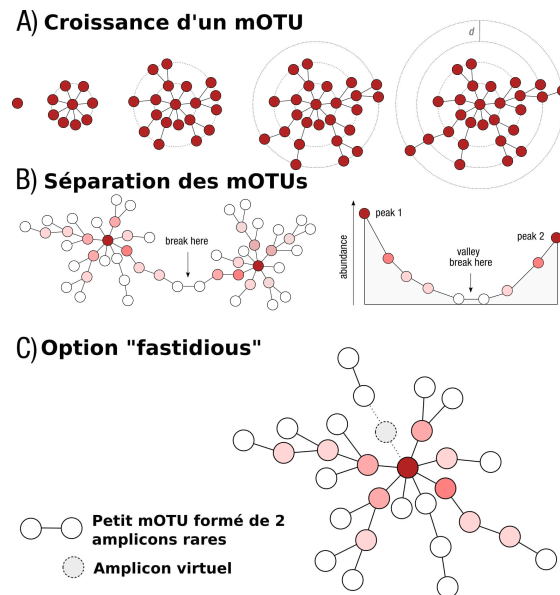 A) Croissance d'un mOTU
d
B) Séparation des mOTUs
break here
abundance
peak 1
peak 2
valley
break here
C) Option "fastidious"
Petit mOTU formé de 2
amplicons rares
Amplicon virtuel